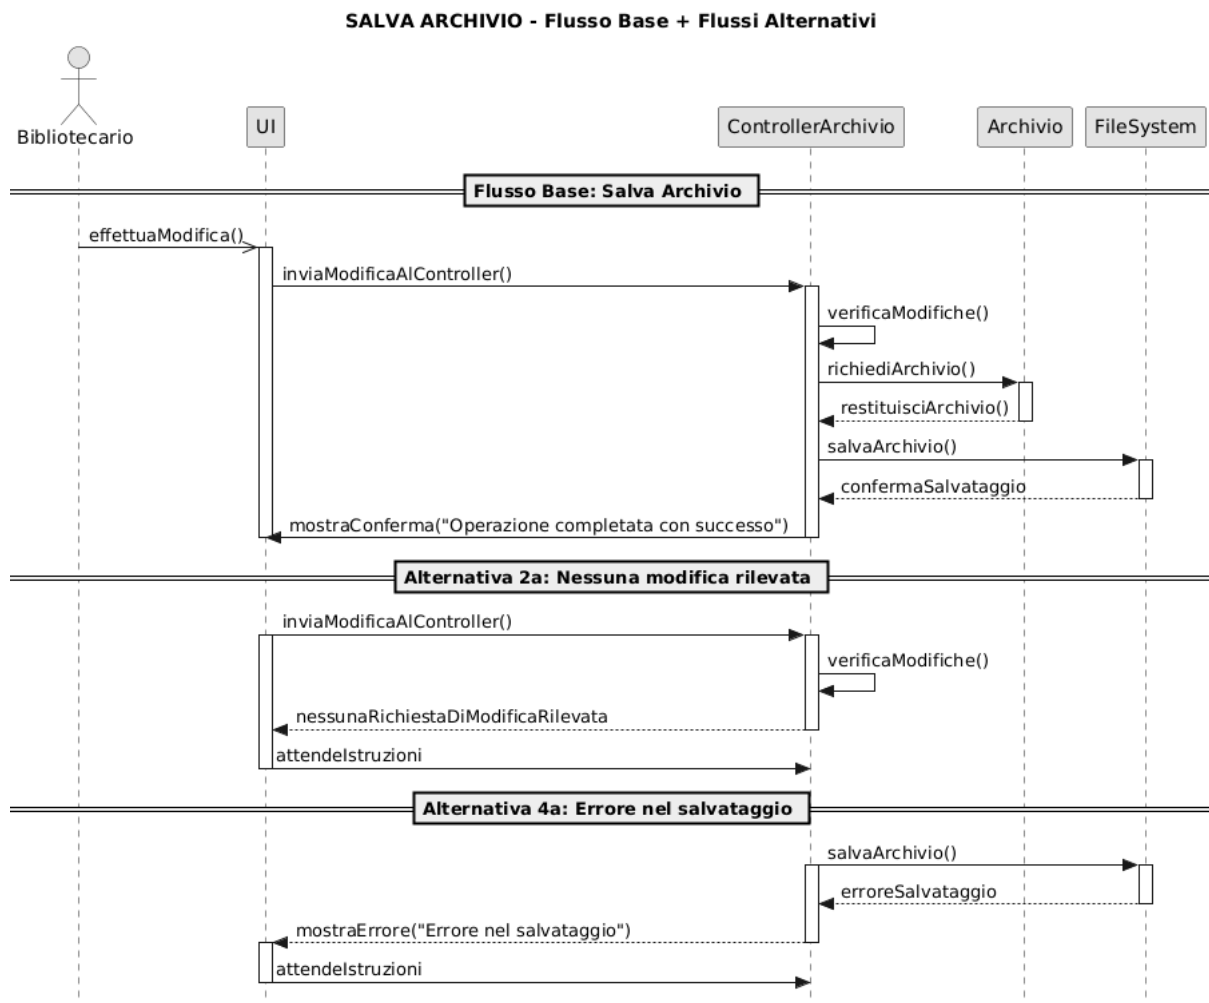 SALVA ARCHIVIO - Flusso Base + Flussi Alternativi
Bibliotecario
UI
ControllerArchivio
Archivio
FileSystem
Flusso Base: Salva Archivio
effettuaModifica()
inviaModificaAlController()
verificaModifiche()
richiediArchivio()
restituisciArchivio()
salvaArchivio()
confermaSalvataggio
mostraConferma("Operazione completata con successo")
Alternativa 2a: Nessuna modifica rilevata
inviaModificaAlController()
verificaModifiche()
nessunaRichiestaDiModificaRilevata
attendeIstruzioni
Alternativa 4a: Errore nel salvataggio
salvaArchivio()
erroreSalvataggio
mostraErrore("Errore nel salvataggio")
attendeIstruzioni